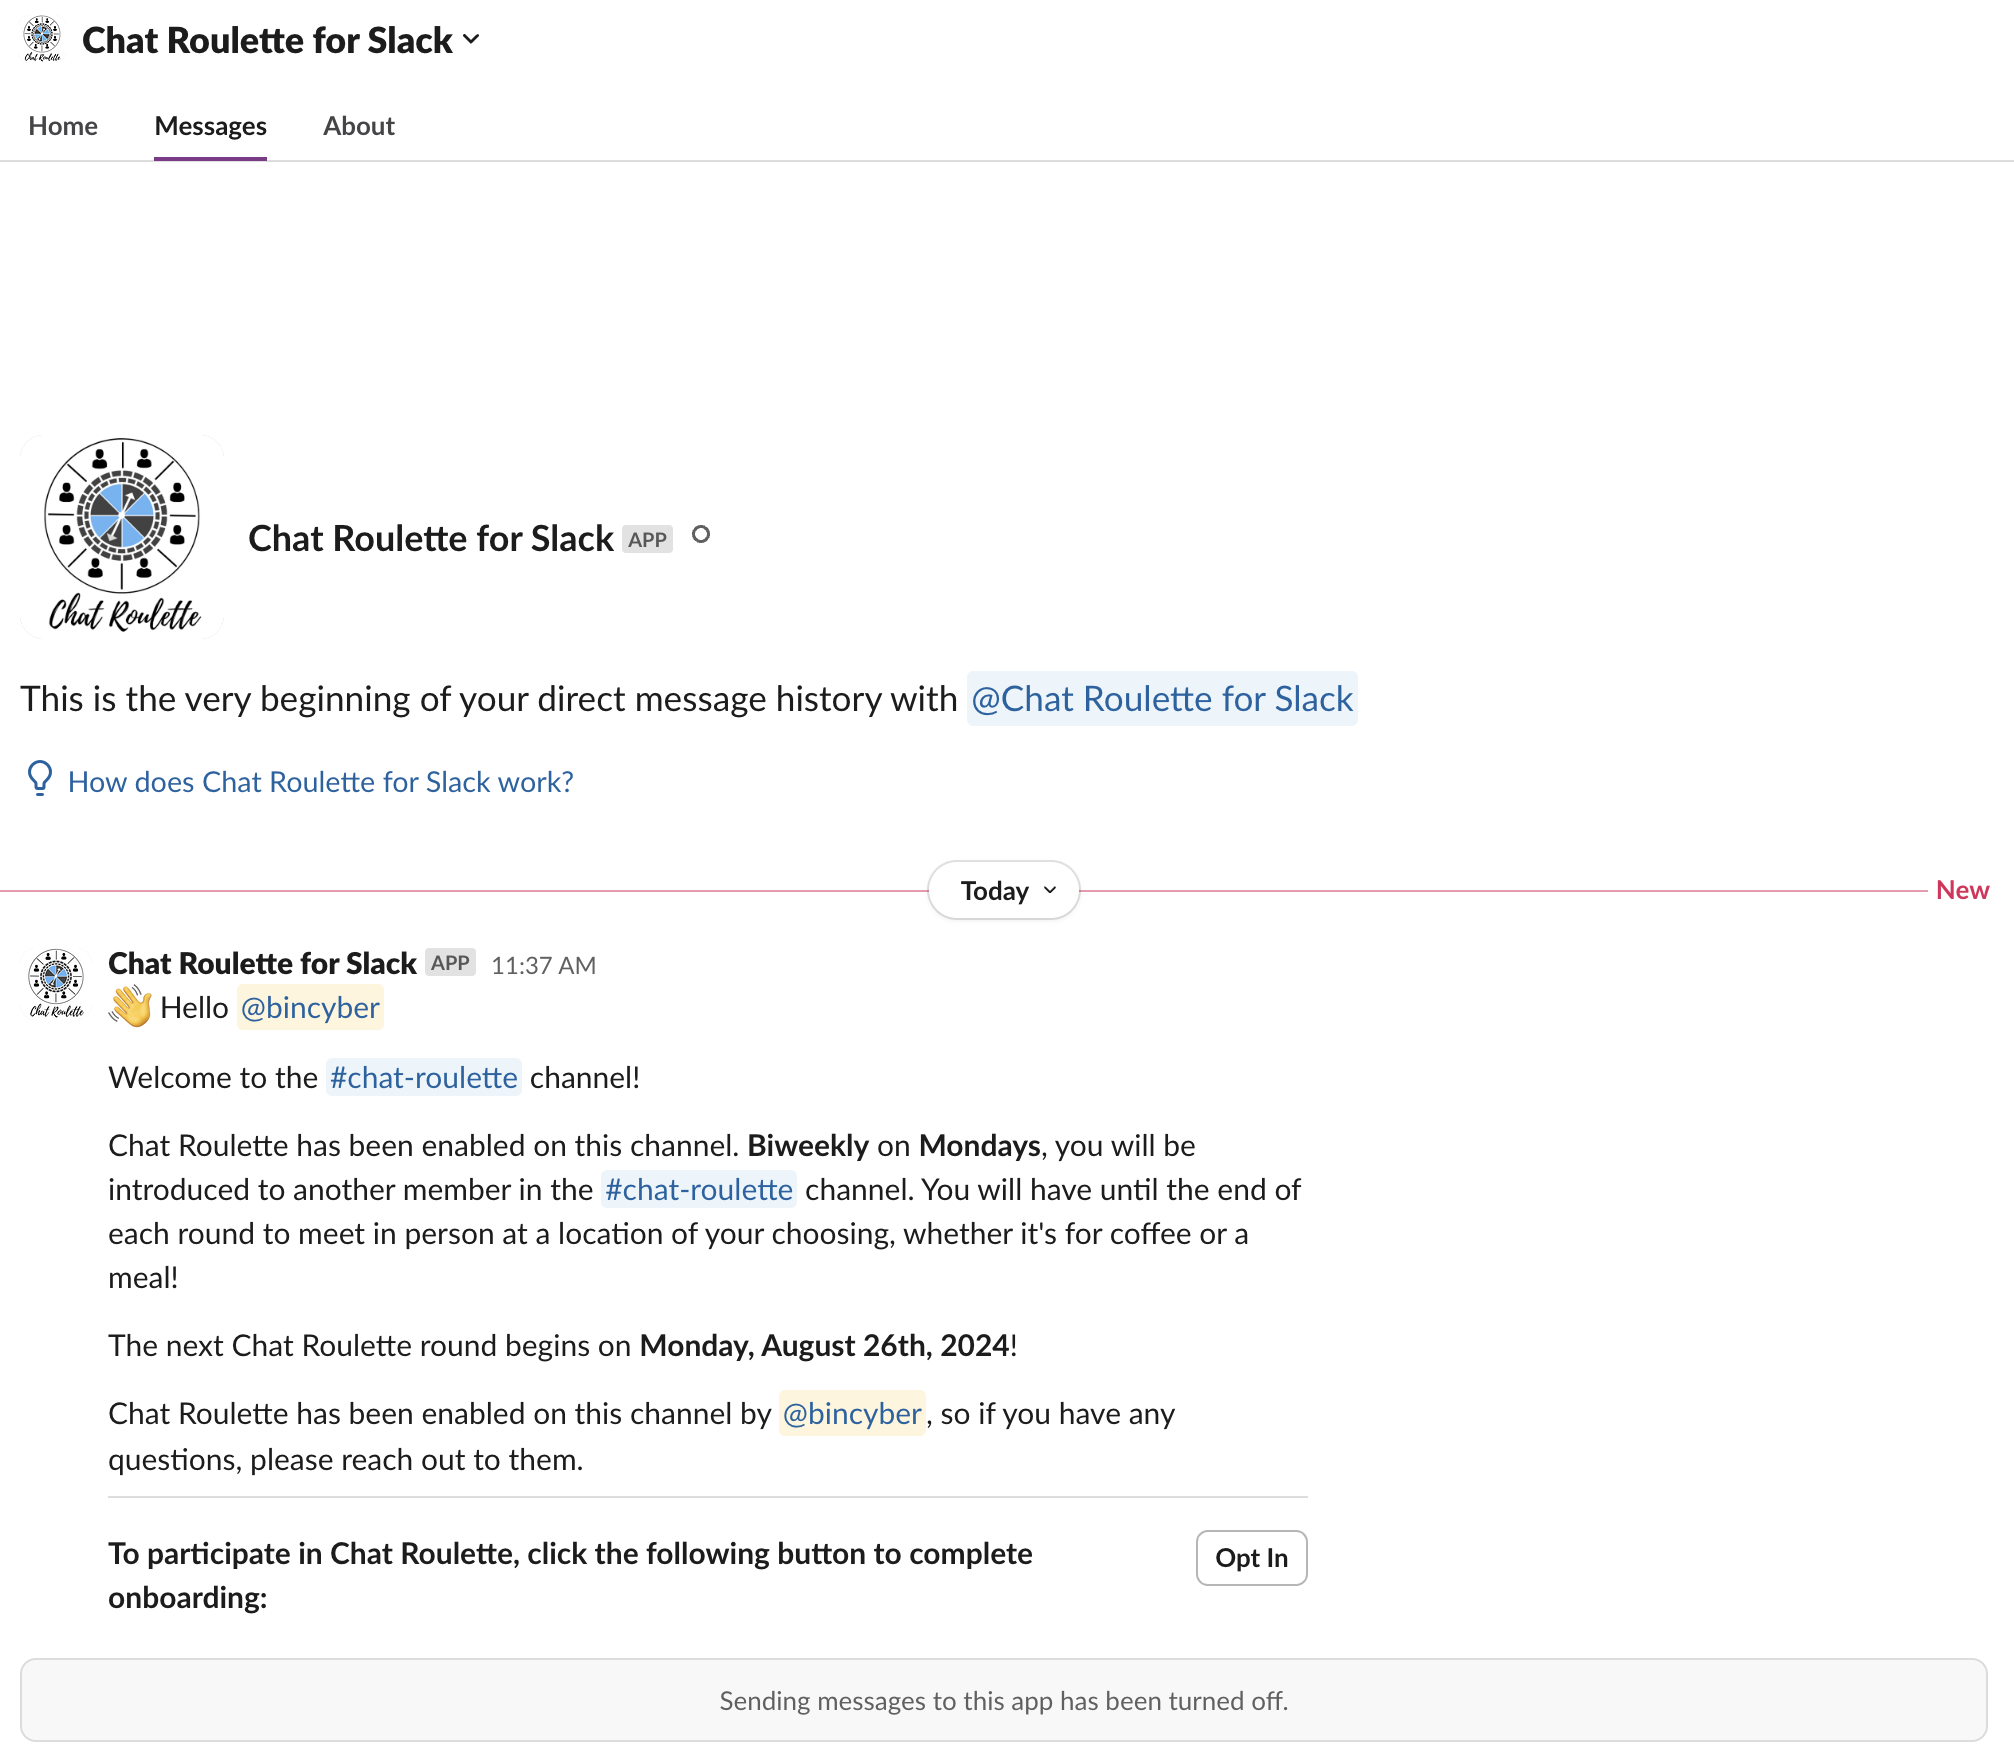 Chat Roulette
Chat Roulette for Slack
Home Messages About
Chat Roulette
Chat Roulette for Slack APP
This is the very beginning of your direct message history with @Chat Roulette for Slack
How does Chat Roulette for Slack work?
Today
New
Chat Roulette
Chat Roulette for Slack APP 11:37 AM
👋 Hello @bincyber
Welcome to the #chat-roulette channel!
Chat Roulette has been enabled on this channel. Biweekly on Mondays, you will be
introduced to another member in the #chat-roulette channel. You will have until the end of
each round to meet in person at a location of your choosing, whether it's for coffee or a
meal!
The next Chat Roulette round begins on Monday, August 26th, 2024!
Chat Roulette has been enabled on this channel by @bincyber, so if you have any
questions, please reach out to them.
To participate in Chat Roulette, click the following button to complete
onboarding:
Opt In
Sending messages to this app has been turned off.